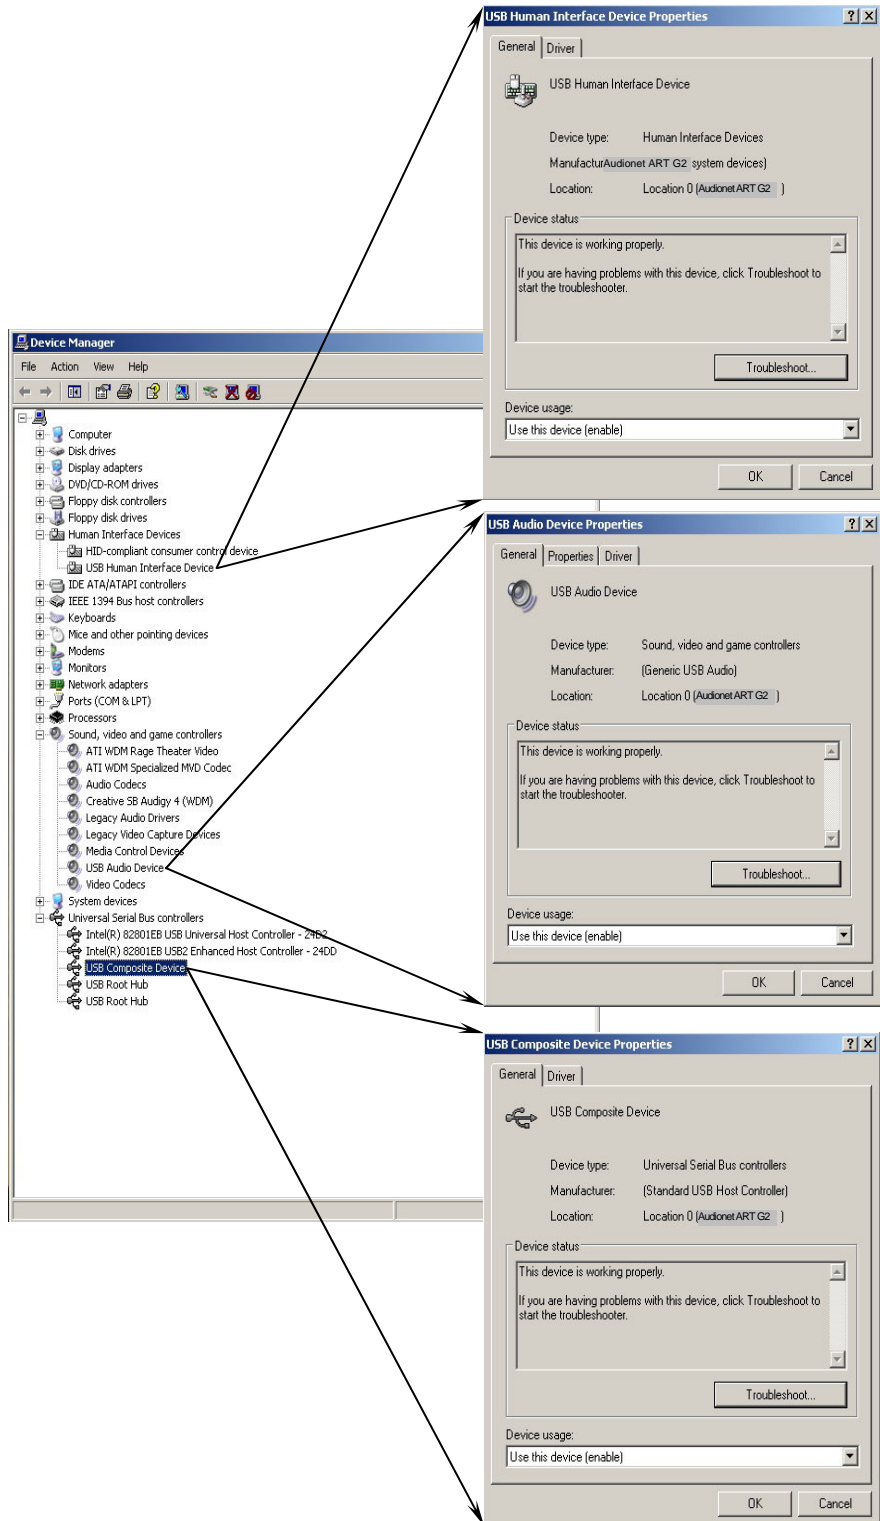 USB Human Interface Device Properties
General Driver
USB Human Interface Device
Device type: Human Interface Devices
ManufacturAudionet ART G2 system devices)
Location: Location 0 (Audionet ART G2 )
Device status
This device is working properly.
If you are having problems with this device, click Troubleshoot to
start the troubleshooter.
Troubleshoot...
Device usage:
Use this device (enable)
OK Cancel
Device Manager
File Action View Help
Computer
Disk drives
Display adapters
DVD/CD-ROM drives
Floppy disk controllers
Floppy disk drives
Human Interface Devices
HID-compliant consumer control device
USB Human Interface Device
IDE ATA/ATAPI controllers
IEEE 1394 Bus host controllers
Keyboards
Mice and other pointing devices
Modems
Monitors
Network adapters
Ports (COM & LPT)
Processors
Sound, video and game controllers
ATI WDM Rage Theater Video
ATI WDM Specialized MVD Codec
Audio Codecs
Creative SB Audigy 4 (WDM)
Legacy Audio Drivers
Legacy Video Capture Devices
Media Control Devices
USB Audio Device
Video Codecs
System devices
Universal Serial Bus controllers
Intel(R) 82801EB USB Universal Host Controller - 24D2
Intel(R) 82801EB USB2 Enhanced Host Controller - 24DD
USB Composite Device
USB Root Hub
USB Root Hub
USB Audio Device Properties
General Properties Driver
USB Audio Device
Device type: Sound, video and game controllers
Manufacturer: (Generic USB Audio)
Location: Location 0 (Audionet ART G2 )
Device status
This device is working properly.
If you are having problems with this device, click Troubleshoot to
start the troubleshooter.
Troubleshoot...
Device usage:
Use this device (enable)
OK Cancel
USB Composite Device Properties
General Driver
USB Composite Device
Device type: Universal Serial Bus controllers
Manufacturer: (Standard USB Host Controller)
Location: Location 0 (Audionet ART G2 )
Device status
This device is working properly.
If you are having problems with this device, click Troubleshoot to
start the troubleshooter.
Troubleshoot...
Device usage:
Use this device (enable)
OK Cancel